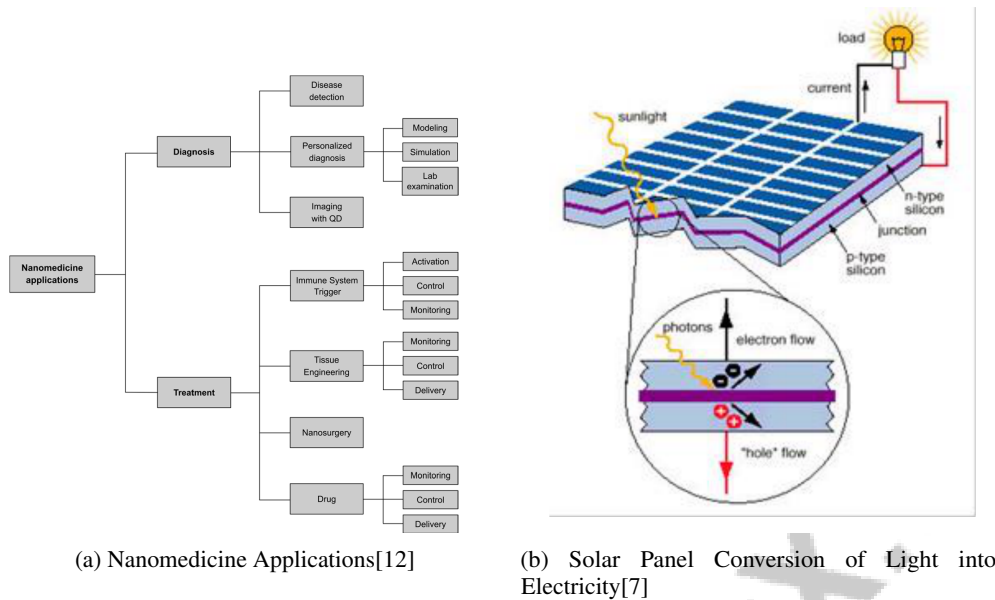 Disease
detection
Diagnosis
Personalized
diagnosis
Modeling
Simulation
Lab
examination
Imaging
with QD
Nanomedicine
applications
Immune System
Trigger
Activation
Control
Monitoring
Tissue
Engineering
Monitoring
Control
Delivery
Treatment
Nanosurgery
Drug
Monitoring
Control
Delivery
(a) Nanomedicine Applications[12]
load
current
sunlight
n-type
silicon
junction
p-type
silicon
photons
electron flow
"hole" flow
(b) Solar Panel Conversion of Light into
Electricity[7]